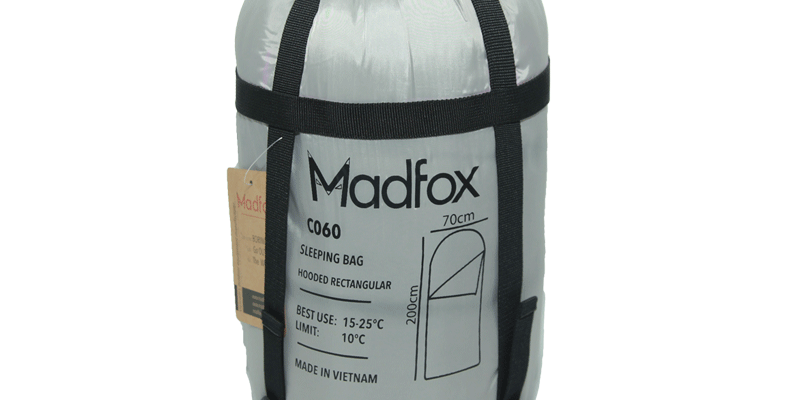 Madfox
C060
SLEEPING BAG
HOODED RECTANGULAR
BEST USE: 15-25°C
LIMIT: 10°C
MADE IN VIETNAM
70cm
200cm